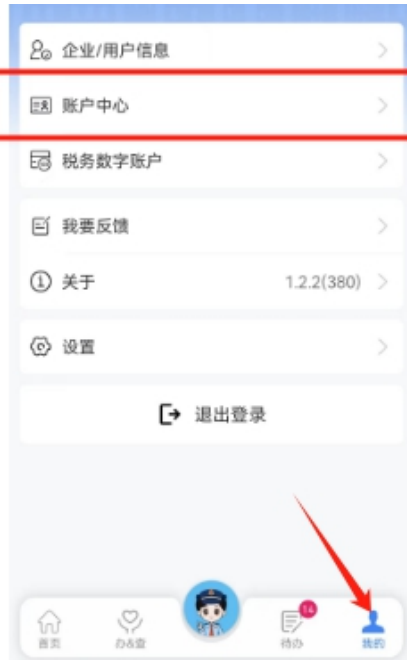 企业/用户信息
账户中心
税务数字账户
我要反馈
关于 1.2.2(380)
设置
退出登录
14
首页 办&查 待办 我的